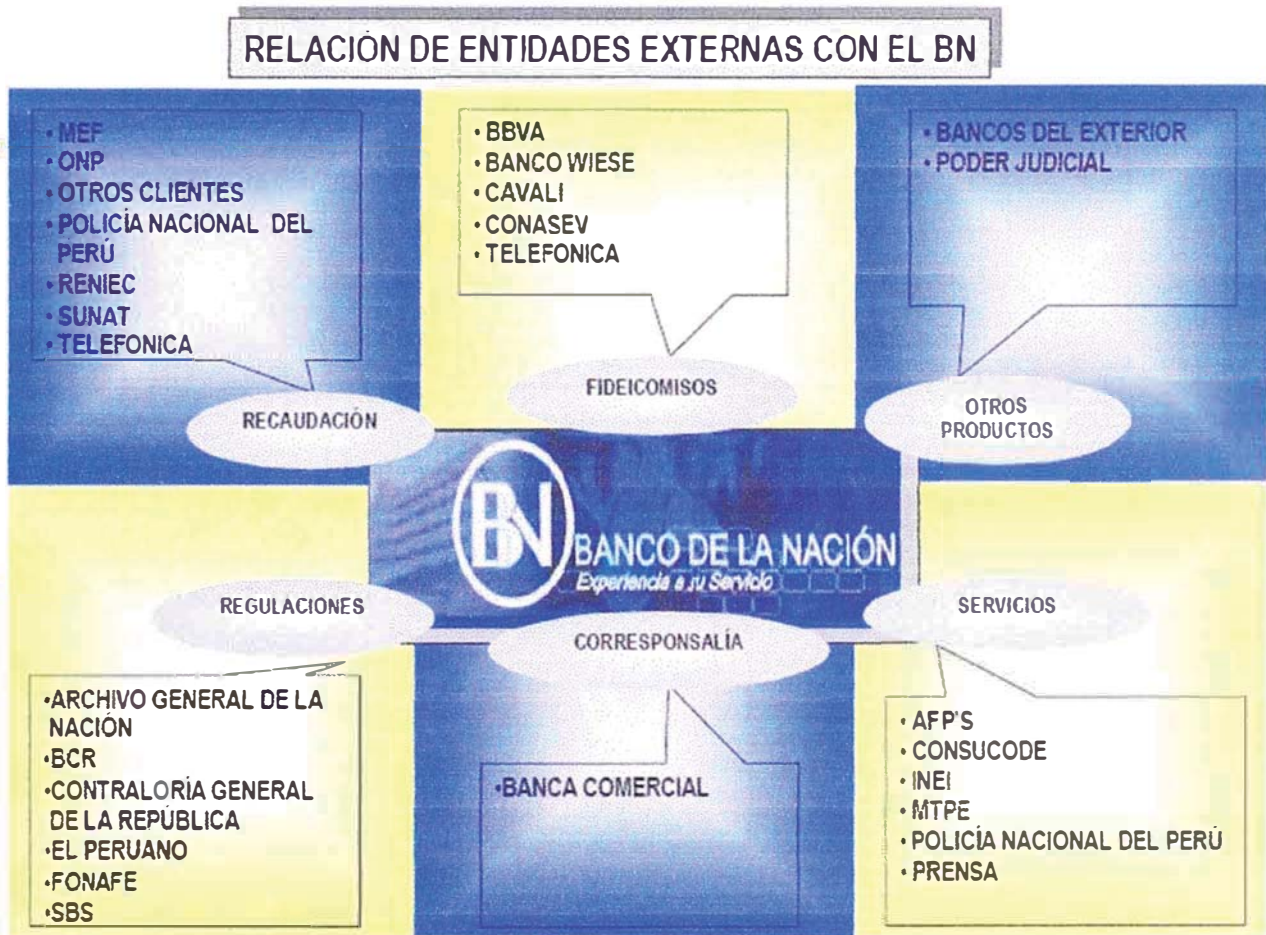 RELACIÓN DE ENTIDADES EXTERNAS CON EL BN
• MEF
• ONP
• OTROS CLIENTES
• POLICÍA NACIONAL DEL
PERÚ
• RENIEC
• SUNAT
• TELEFONICA
RECAUDACIÓN
• BBVA
• BANCO WIESE
• CAVALI
• CONASEV
• TELEFONICA
FIDEICOMISOS
• BANCOS DEL EXTERIOR
• PODER JUDICIAL
OTROS
PRODUCTOS
BN
BANCO DE LA NACIÓN
Experiencia a su Servicio
REGULACIONES
•ARCHIVO GENERAL DE LA
NACIÓN
•BCR
•CONTRALORÍA GENERAL
DE LA REPÚBLICA
•EL PERUANO
•FONAFE
•SBS
CORRESPONSALÍA
•BANCA COMERCIAL
SERVICIOS
• AFP'S
• CONSUCODE
• INEI
• MTPE
• POLICÍA NACIONAL DEL PERÚ
• PRENSA